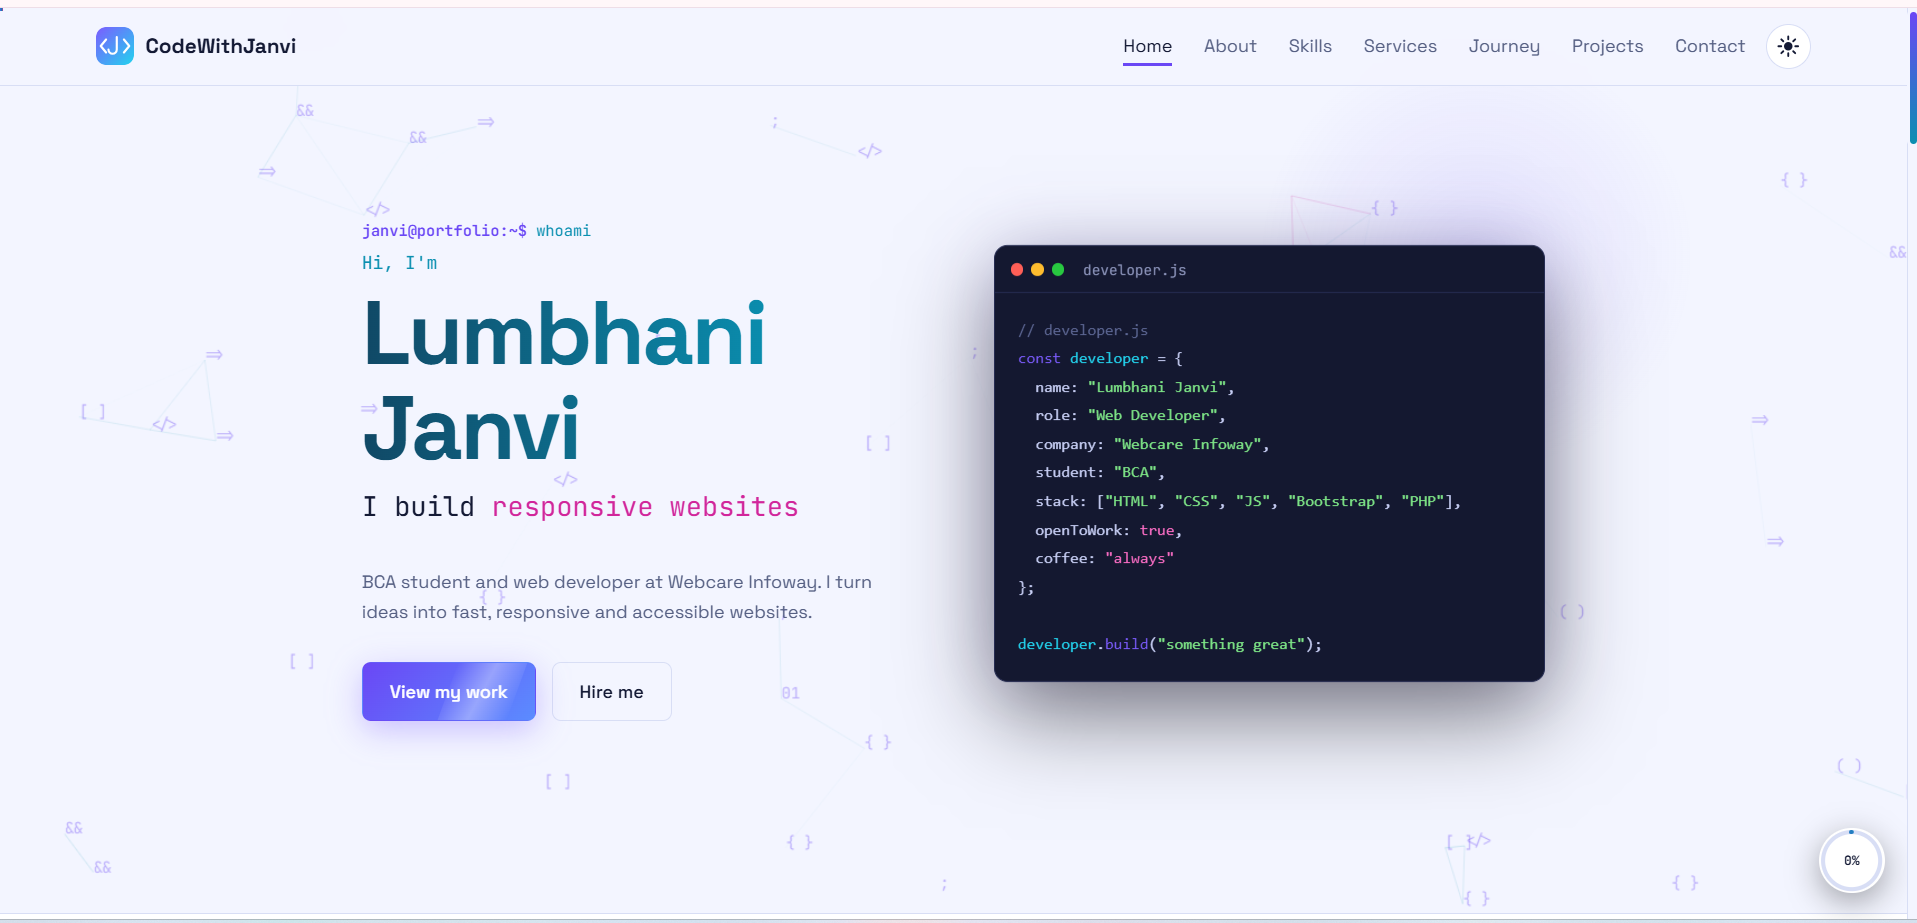 CodeWithJanvi
Home About Skills Services Journey Projects Contact
janvi@portfolio:~$ whoami
Hi, I'm
Lumbhani
Janvi
I build responsive websites
BCA student and web developer at Webcare Infoway. I turn
ideas into fast, responsive and accessible websites.
View my work
Hire me
developer.js
// developer.js
const developer = {
name: "Lumbhani Janvi",
role: "Web Developer",
company: "Webcare Infoway",
student: "BCA",
stack: ["HTML", "CSS", "JS", "Bootstrap", "PHP"],
openToWork: true,
coffee: "always"
};
developer.build("something great");
&&
&&
=>
=>
</>
;
</>
{ }
{ }
&&
=>
[ ]
</>
=>
=>
</>
;
[ ]
=>
=>
{ }
( )
[ ]
01
{ }
[ ]
( )
&&
&&
{ }
;
[ ]
</>
{ }
{ }
0%